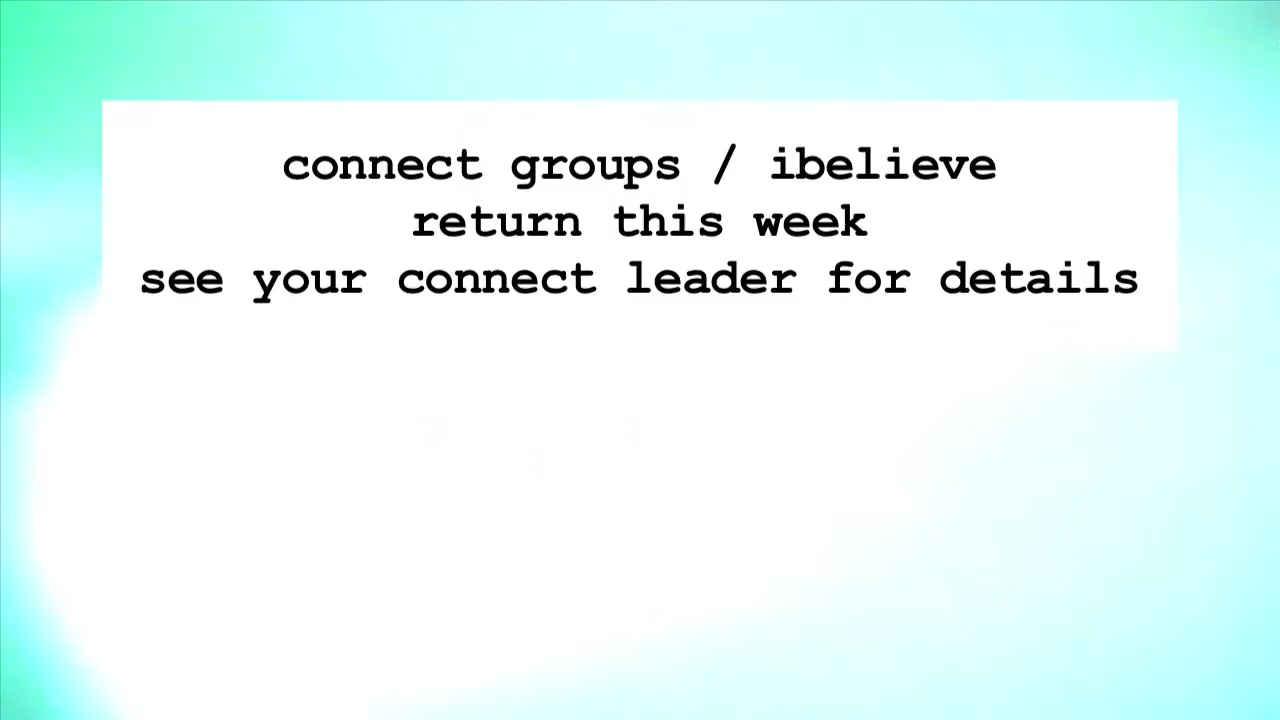 connect groups / ibelieve
return this week
see your connect leader for details